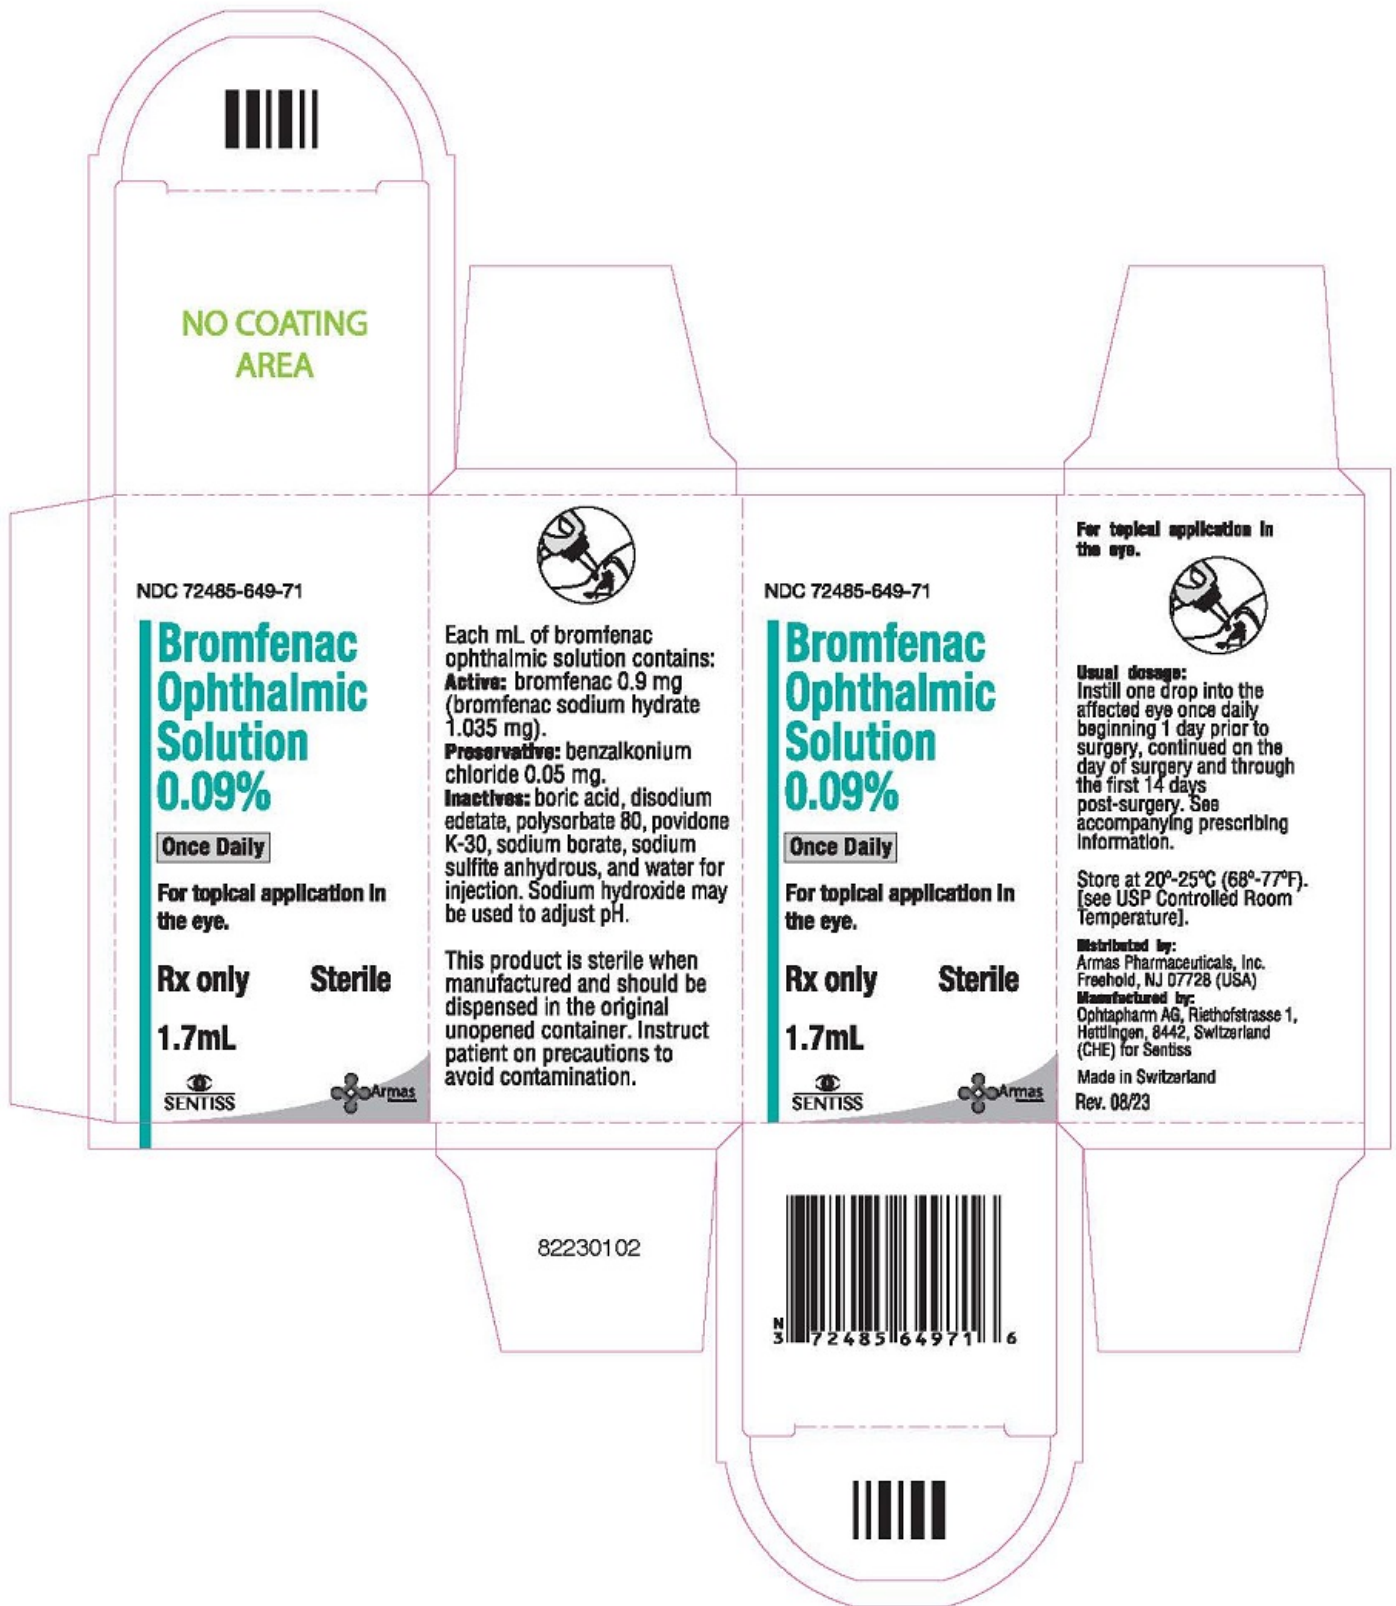 NO COATING
AREA
NDC 72485-649-71
Bromfenac
Ophthalmic
Solution
0.09%
Once Daily
For topical application in
the eye.
Rx only Sterile
1.7mL
SENTISS
Armas
Each mL of bromfenac
ophthalmic solution contains:
Active: bromfenac 0.9 mg
(bromfenac sodium hydrate
1.035 mg).
Preservative: benzalkonium
chloride 0.05 mg.
Inactives: boric acid, disodium
edetate, polysorbate 80, povidone
K-30, sodium borate, sodium
sulfite anhydrous, and water for
injection. Sodium hydroxide may
be used to adjust pH.
This product is sterile when
manufactured and should be
dispensed in the original
unopened container. Instruct
patient on precautions to
avoid contamination.
82230102
NDC 72485-649-71
Bromfenac
Ophthalmic
Solution
0.09%
Once Daily
For topical application in
the eye.
Rx only Sterile
1.7mL
SENTISS
Armas
N
3 72485 64971 6
For topical application in
the eye.
Usual dosage:
Instill one drop into the
affected eye once daily
beginning 1 day prior to
surgery, continued on the
day of surgery and through
the first 14 days
post-surgery. See
accompanying prescribing
information.
Store at 20º-25ºC (68º-77ºF).
[see USP Controlled Room
Temperature].
Distributed by:
Armas Pharmaceuticals, Inc.
Freehold, NJ 07728 (USA)
Manufactured by:
Ophtapharm AG, Riethofstrasse 1,
Hettlingen, 8442, Switzerland
(CHE) for Sentiss
Made in Switzerland
Rev. 08/23